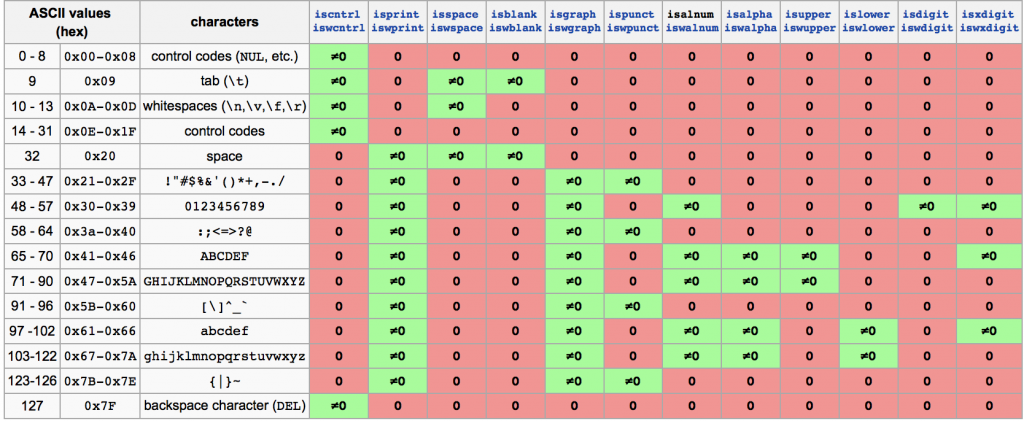 ASCII values (hex) characters iscntrl iswcntrl isprint iswprint isspace iswspace isblank iswblank isgraph iswgraph ispunct iswpunct isalnum iswalnum isalpha iswalpha isupper iswupper islower iswlower isdigit iswdigit isxdigit iswxdigit
0 - 8 0x00-0x08 control codes (NUL, etc.) ≠0 0 0 0 0 0 0 0 0 0 0 0
9 0x09 tab (\t) ≠0 0 ≠0 ≠0 0 0 0 0 0 0 0 0
10 - 13 0x0A-0x0D whitespaces (\n,\v,\f,\r) ≠0 0 ≠0 0 0 0 0 0 0 0 0 0
14 - 31 0x0E-0x1F control codes ≠0 0 0 0 0 0 0 0 0 0 0 0
32 0x20 space 0 ≠0 ≠0 ≠0 0 0 0 0 0 0 0 0
33 - 47 0x21-0x2F !"#$%&'()*+,-./ 0 ≠0 0 0 ≠0 ≠0 0 0 0 0 0 0
48 - 57 0x30-0x39 0123456789 0 ≠0 0 0 ≠0 0 ≠0 0 0 0 ≠0 ≠0
58 - 64 0x3a-0x40 :;<=>?@ 0 ≠0 0 0 ≠0 ≠0 0 0 0 0 0 0
65 - 70 0x41-0x46 ABCDEF 0 ≠0 0 0 ≠0 0 ≠0 ≠0 ≠0 0 0 ≠0
71 - 90 0x47-0x5A GHIJKLMNOPQRSTUVWXYZ 0 ≠0 0 0 ≠0 0 ≠0 ≠0 ≠0 0 0 0
91 - 96 0x5B-0x60 [\]^_` 0 ≠0 0 0 ≠0 ≠0 0 0 0 0 0 0
97 -102 0x61-0x66 abcdef 0 ≠0 0 0 ≠0 0 ≠0 ≠0 0 ≠0 0 ≠0
103-122 0x67-0x7A ghijklmnopqrstuvwxyz 0 ≠0 0 0 ≠0 0 ≠0 ≠0 0 ≠0 0 0
123-126 0x7B-0x7E {|}~ 0 ≠0 0 0 ≠0 ≠0 0 0 0 0 0 0
127 0x7F backspace character (DEL) ≠0 0 0 0 0 0 0 0 0 0 0 0